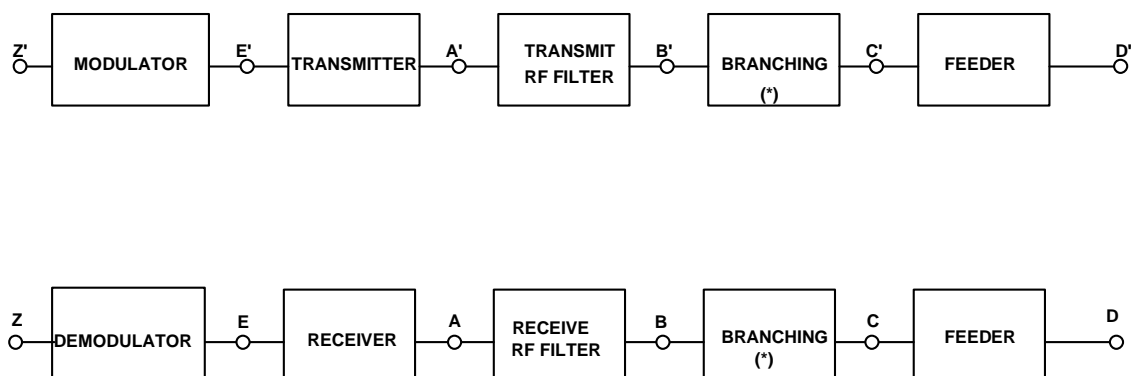 Z' MODULATOR E' TRANSMITTER A' TRANSMIT RF FILTER B' BRANCHING (*) C' FEEDER D'
Z DEMODULATOR E RECEIVER A RECEIVE RF FILTER B BRANCHING (*) C FEEDER D